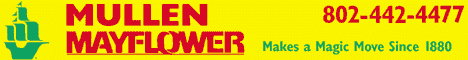 MULLEN
MAYFLOWER
802-442-4477
Makes a Magic Move Since 1880